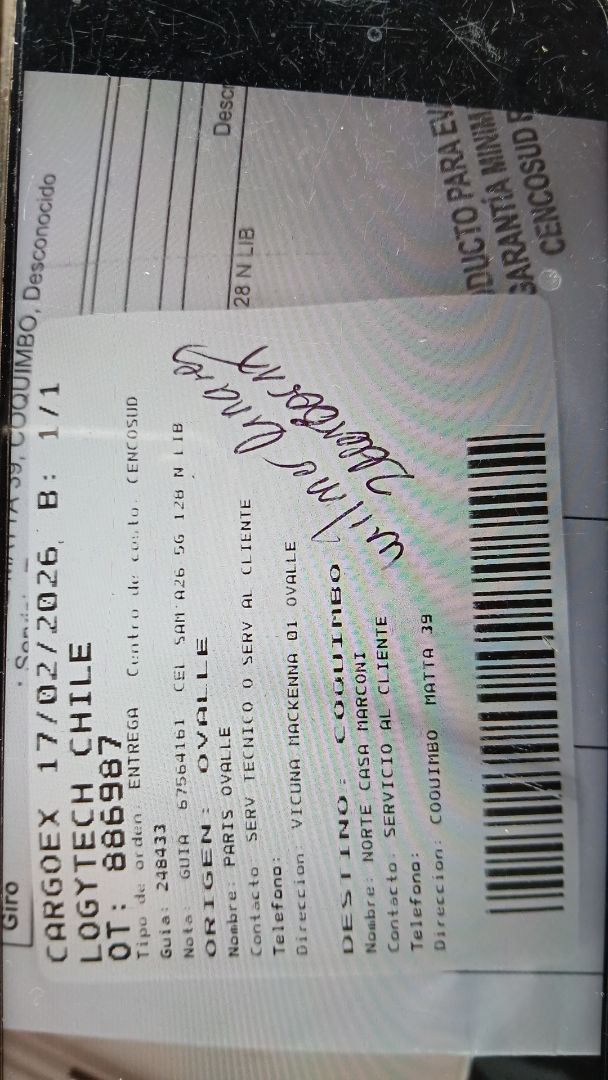 Giro
MATTA 39, COQUIMBO, Desconocido
Descr
28 N LIB
DUCTO PARA EV
GARANTÍA MINIM
CENCOSUD R
CARGOEX 17/02/2026, B: 1/1
LOGYTECH CHILE
OT: 886987
Tipo de orden: ENTREGA Centro de costo. CENCOSUD
Guia: 248433
Nota: GUIA 67564161 CEL SAM A26 5G 128 N LIB
ORIGEN: OVALLE
Nombre: PARIS OVALLE
Contacto: SERV TECNICO O SERV AL CLIENTE
Telefono:
Direccion: VICUNA MACKENNA 01 OVALLE
DESTINO: COQUIMBO
Nombre: NORTE CASA MARCONI
Contacto: SERVICIO AL CLIENTE
Telefono:
Direccion: COQUIMBO MATTA 39
Wilmer